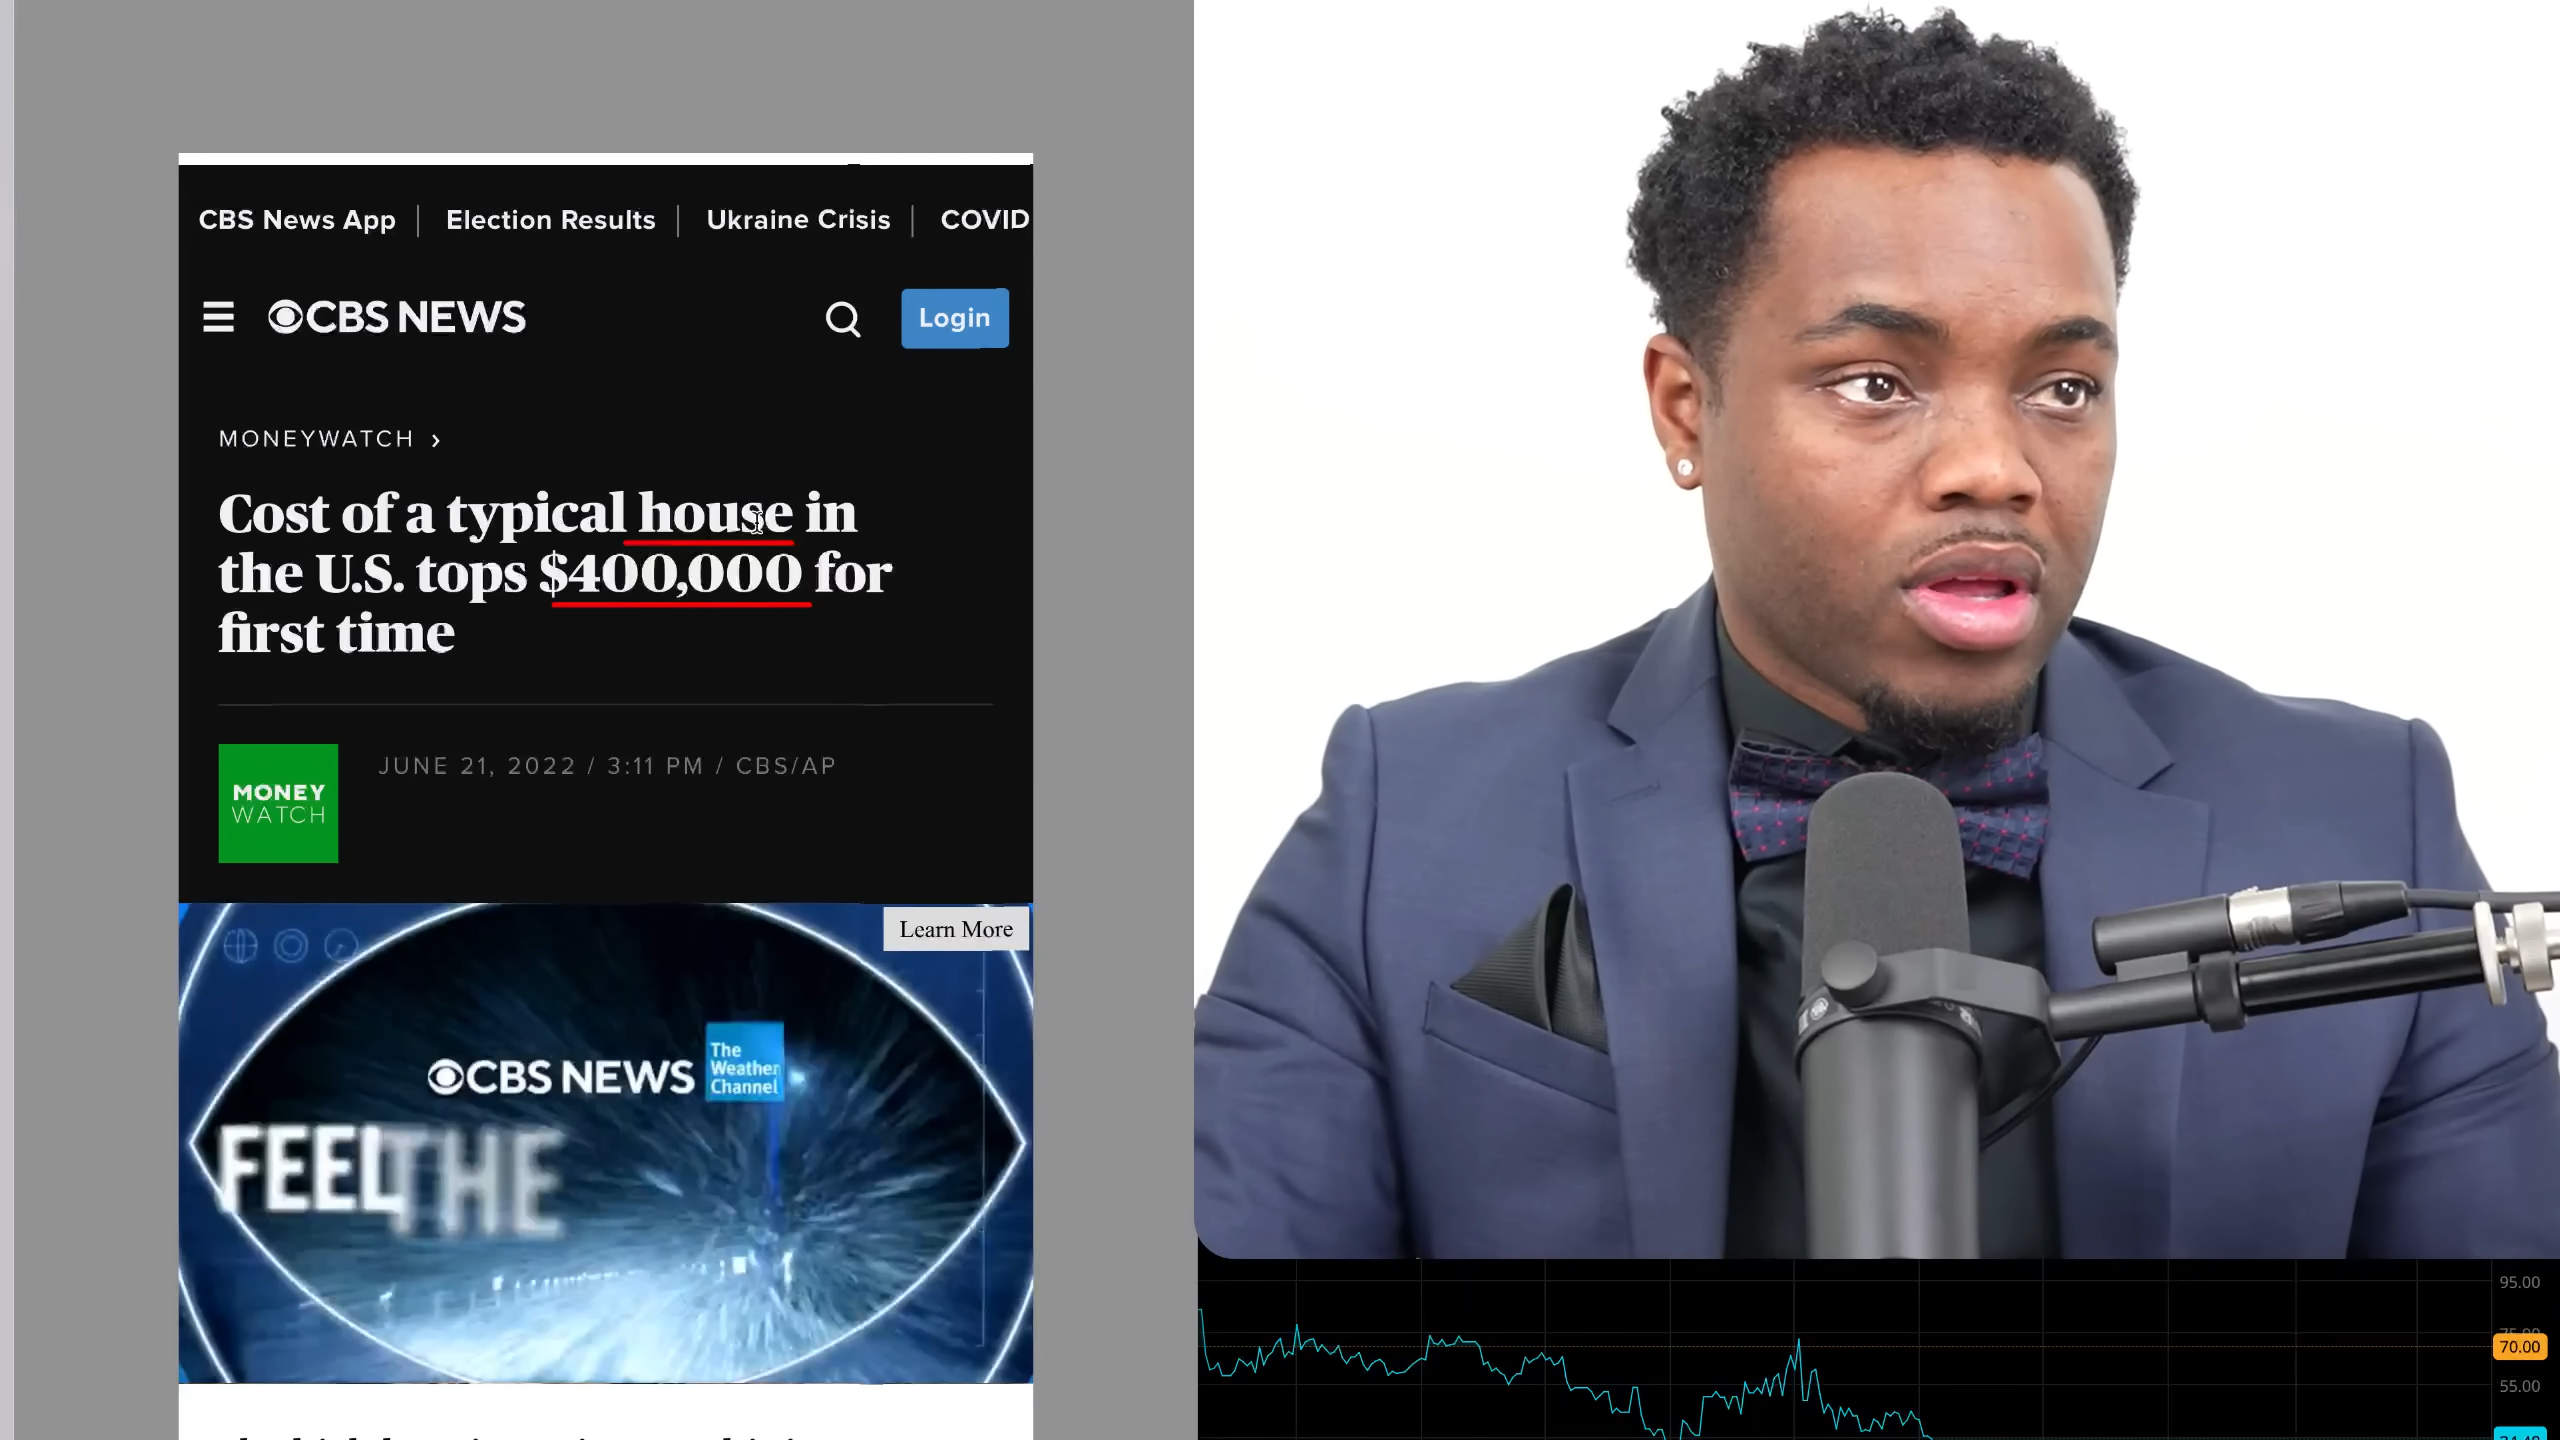 CBS News App
Election Results
Ukraine Crisis
COVID
CBS NEWS
Login
MONEYWATCH
Cost of a typical house in
the U.S. tops $400,000 for
first time
MONEY
WATCH
JUNE 21, 2022 / 3:11 PM / CBS/AP
Learn More
CBS NEWS
The
Weather
Channel
FEEL THE
95.00
70.00
55.00